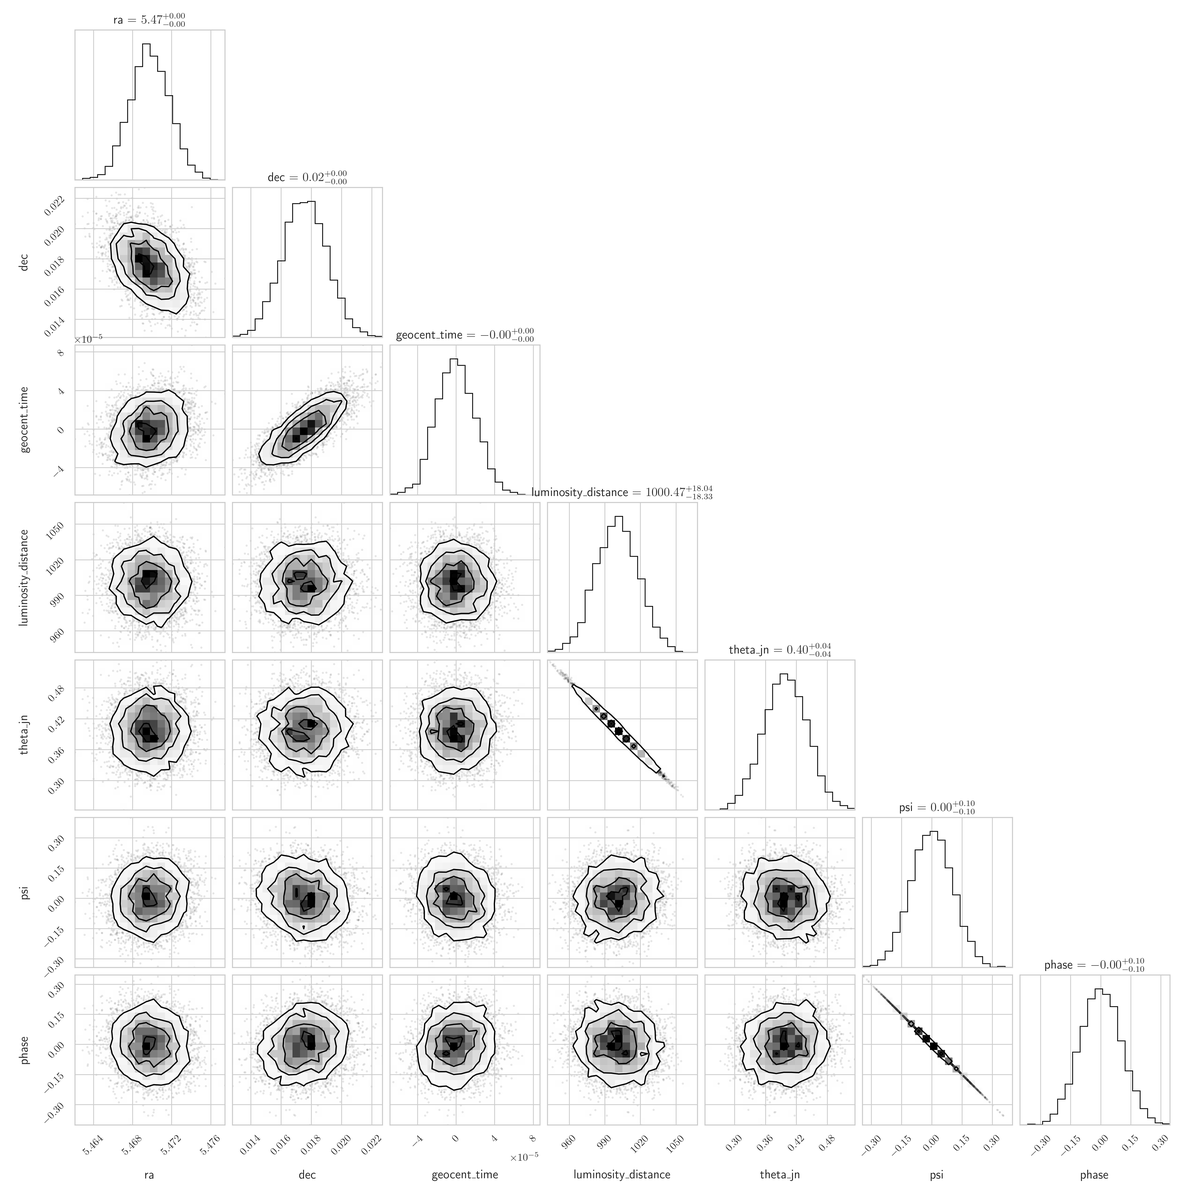 ra = 5.47+0.00 −0.00
dec = 0.02+0.00 −0.00
0.022
0.020
0.018
0.016
0.014
dec
geocent_time = −0.00+0.00 −0.00
×10−5
8
4
0
−4
geocent_time
luminosity_distance = 1000.47+18.04 −18.33
1050
1020
990
960
luminosity_distance
theta_jn = 0.40+0.04 −0.04
0.48
0.42
0.36
0.30
theta_jn
psi = 0.00+0.10 −0.10
0.30
0.15
0.00
−0.15
−0.30
psi
phase = −0.00+0.10 −0.10
0.30
0.15
0.00
−0.15
−0.30
phase
5.464 5.468 5.472 5.476 0.014 0.016 0.018 0.020 0.022 −4 0 4 8 960 990 1020 1050 0.30 0.36 0.42 0.48 −0.30 −0.15 0.00 0.15 0.30 −0.30 −0.15 0.00 0.15 0.30
×10−5
ra dec geocent_time luminosity_distance theta_jn psi phase